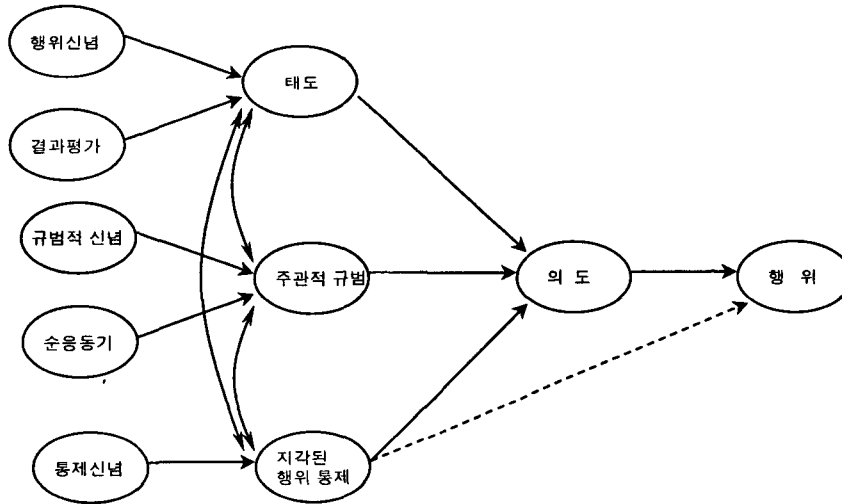 행위신념
태도
결과평가
규범적 신념
주관적 규범
의 도
행 위
순응동기
통제신념
지각된
행위 통제